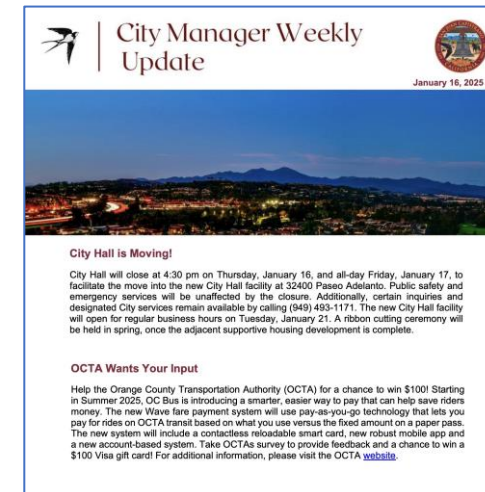 City Manager Weekly
Update
January 16, 2025
City Hall is Moving!
City Hall will close at 4:30 pm on Thursday, January 16, and all-day Friday, January 17, to
facilitate the move into the new City Hall facility at 32400 Paseo Adelanto. Public safety and
emergency services will be unaffected by the closure. Additionally, certain inquiries and
designated City services remain available by calling (949) 493-1171. The new City Hall facility
will open for regular business hours on Tuesday, January 21. A ribbon cutting ceremony will
be held in spring, once the adjacent supportive housing development is complete.
OCTA Wants Your Input
Help the Orange County Transportation Authority (OCTA) for a chance to win $100! Starting
in Summer 2025, OC Bus is introducing a smarter, easier way to pay that can help save riders
money. The new Wave fare payment system will use pay-as-you-go technology that lets you
pay for rides on OCTA transit based on what you use versus the fixed amount on a paper pass.
The new system will include a contactless reloadable smart card, new robust mobile app and
a new account-based system. Take OCTAs survey to provide feedback and a chance to win a
$100 Visa gift card! For additional information, please visit the OCTA website.